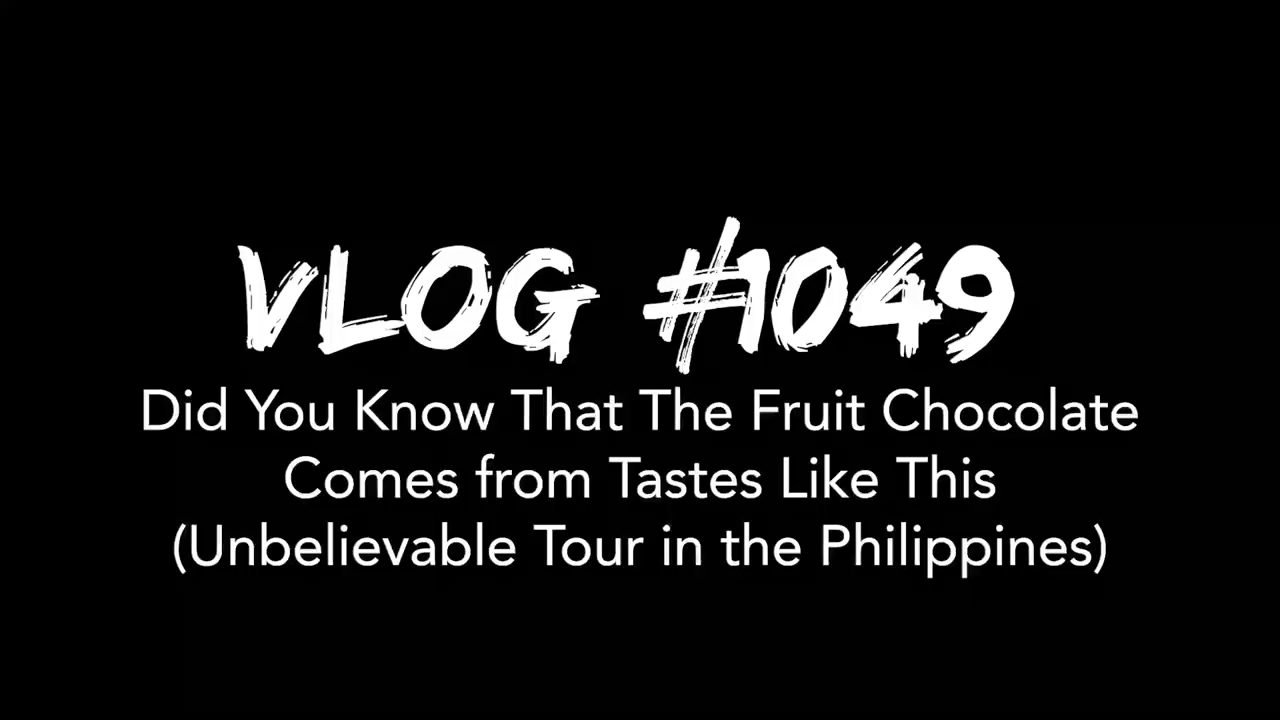 VLOG #1049
Did You Know That The Fruit Chocolate
Comes from Tastes Like This
(Unbelievable Tour in the Philippines)